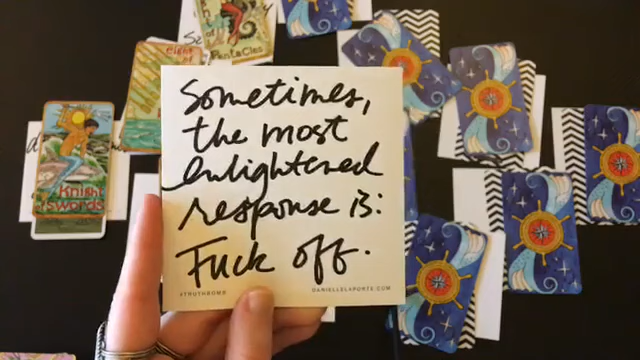 eight of
Pentacles
Knight
swords
Sometimes,
the most
enlightened
response is:
Fuck off.
#TRUTHBOMB
DANIELLELAPORTE.COM